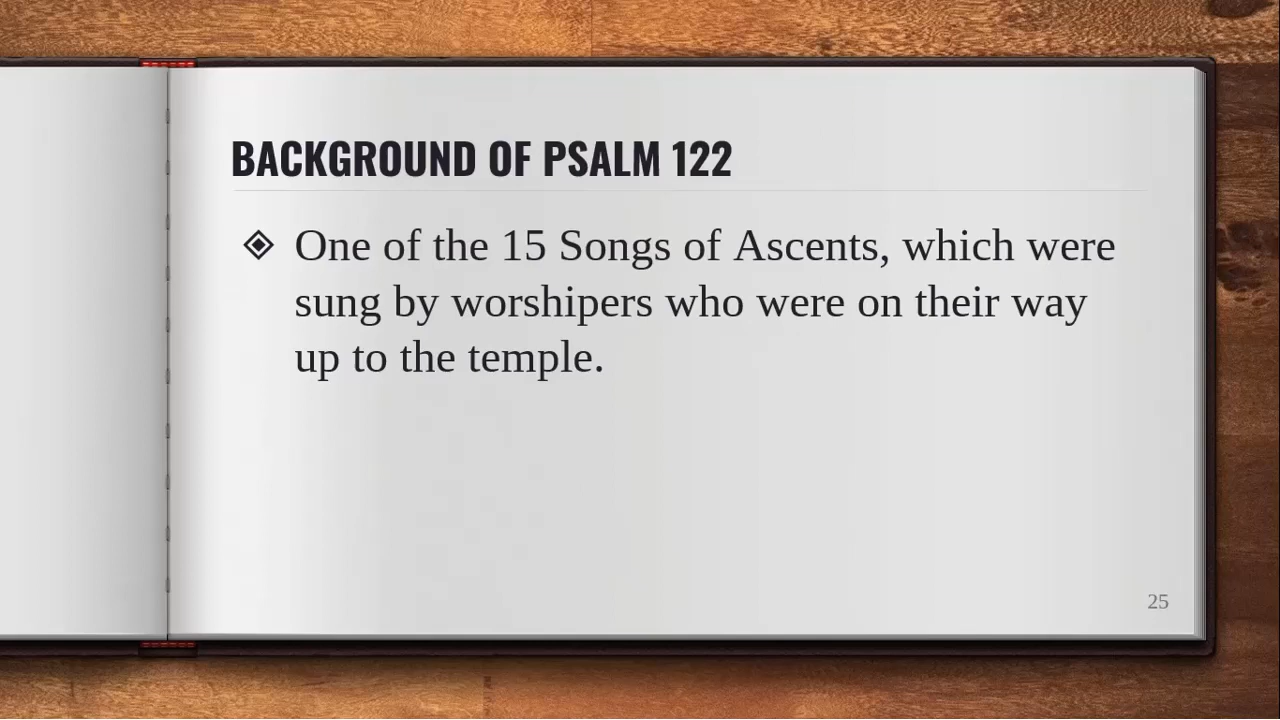 BACKGROUND OF PSALM 122
One of the 15 Songs of Ascents, which were
sung by worshipers who were on their way
up to the temple.
25